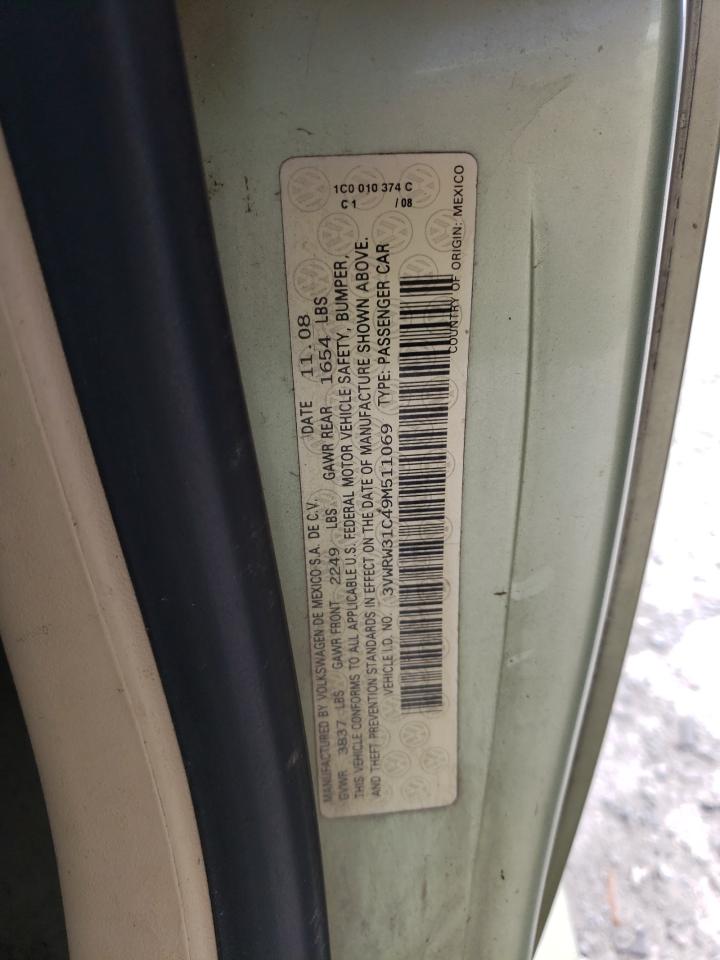 1C0 010 374 C
C 1 / 08
MANUFACTURED BY VOLKSWAGEN DE MEXICO S.A. DE C.V. DATE 11.08
GVWR 3837 LBS GAWR FRONT 2249 LBS GAWR REAR 1654 LBS
THIS VEHICLE CONFORMS TO ALL APPLICABLE U.S. FEDERAL MOTOR VEHICLE SAFETY, BUMPER,
AND THEFT PREVENTION STANDARDS IN EFFECT ON THE DATE OF MANUFACTURE SHOWN ABOVE.
VEHICLE I.D. NO. 3VWRW31C49M511069 TYPE: PASSENGER CAR
COUNTRY OF ORIGIN: MEXICO